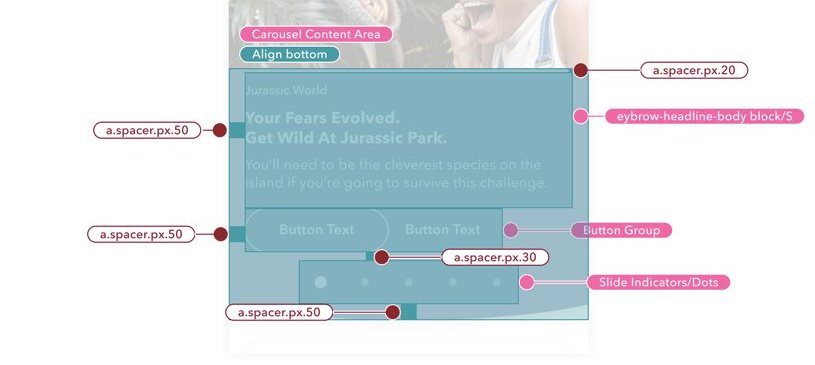 Carousel Content Area
Align bottom
a.spacer.px.20
Jurassic World
eybrow-headline-body block/S
Your Fears Evolved.
a.spacer.px.50
Get Wild At Jurassic Park.
You'll need to be the cleverest species on the
island if you're going to survive this challenge.
a.spacer.px.50
Button Text
Button Text
Button Group
a.spacer.px.30
Slide Indicators/Dots
a.spacer.px.50